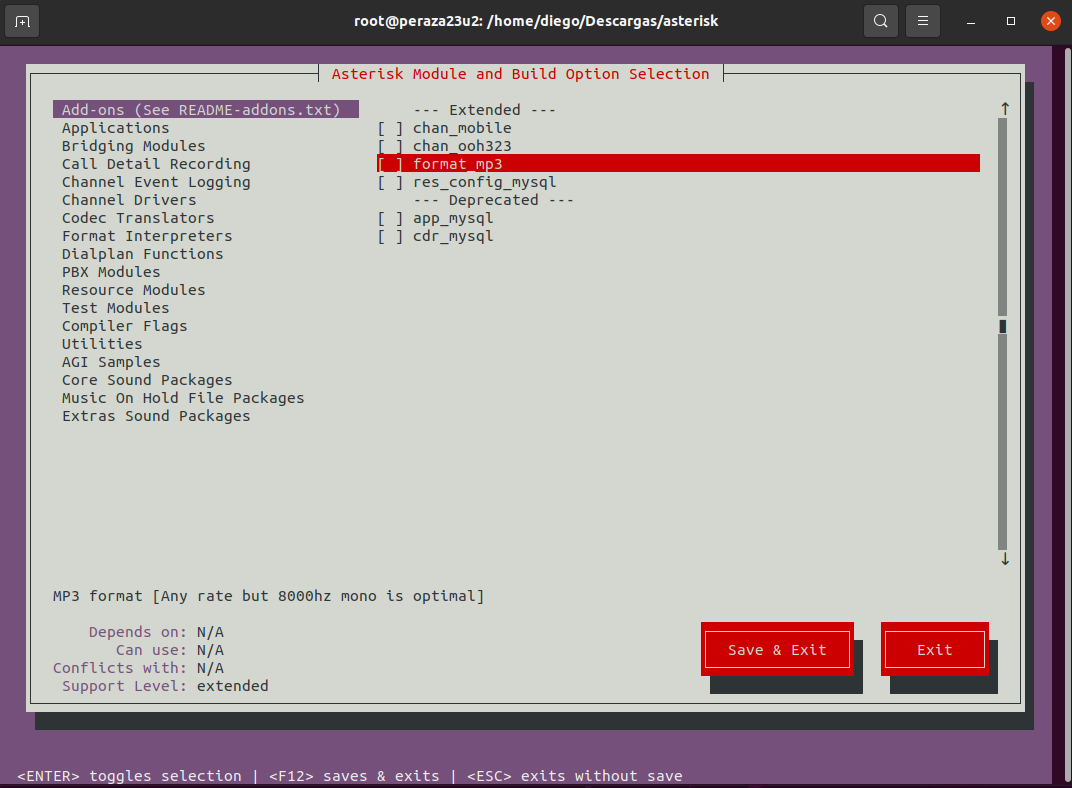 root@peraza23u2: /home/diego/Descargas/asterisk
Asterisk Module and Build Option Selection
Add-ons (See README-addons.txt)
Applications
Bridging Modules
Call Detail Recording
Channel Event Logging
Channel Drivers
Codec Translators
Format Interpreters
Dialplan Functions
PBX Modules
Resource Modules
Test Modules
Compiler Flags
Utilities
AGI Samples
Core Sound Packages
Music On Hold File Packages
Extras Sound Packages
--- Extended ---
[ ] chan_mobile
[ ] chan_ooh323
[ ] format_mp3
[ ] res_config_mysql
--- Deprecated ---
[ ] app_mysql
[ ] cdr_mysql
MP3 format [Any rate but 8000hz mono is optimal]
Depends on: N/A
Can use: N/A
Conflicts with: N/A
Support Level: extended
Save & Exit
Exit
<ENTER> toggles selection | <F12> saves & exits | <ESC> exits without save